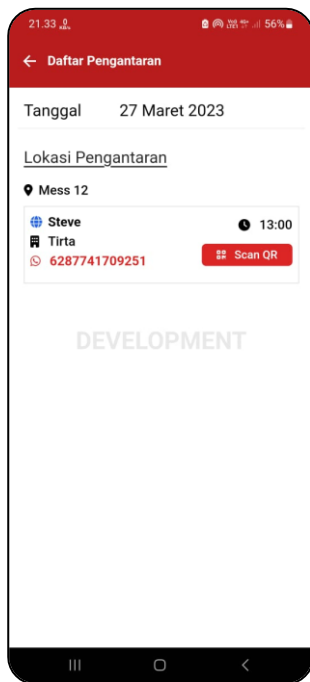 21.33
56%
Daftar Pengantaran
Tanggal 27 Maret 2023
Lokasi Pengantaran
Mess 12
Steve 13:00
Tirta
6287741709251 Scan QR
DEVELOPMENT